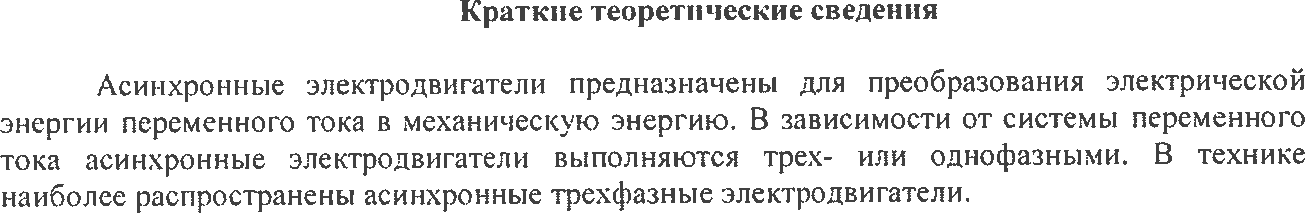 Краткие теоретические сведения
Асинхронные электродвигатели предназначены для преобразования электрической
энергии переменного тока в механическую энергию. В зависимости от системы переменного
тока асинхронные электродвигатели выполняются трех- или однофазными. В технике
наиболее распространены асинхронные трехфазные электродвигатели.